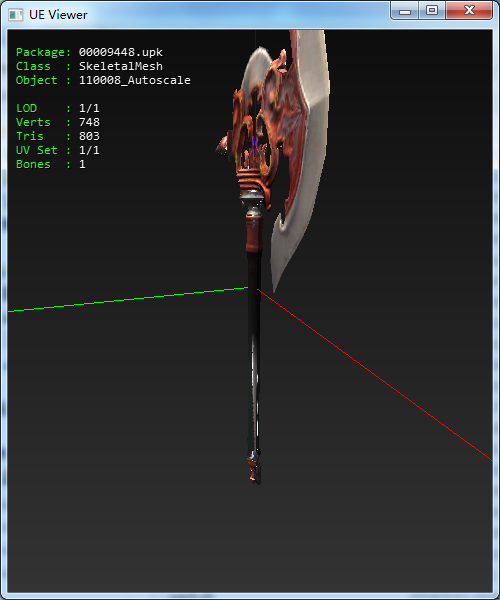 UE Viewer
Package: 00009448.upk
Class : SkeletalMesh
Object : 110008_Autoscale
LOD : 1/1
Verts : 748
Tris : 803
UV Set : 1/1
Bones : 1